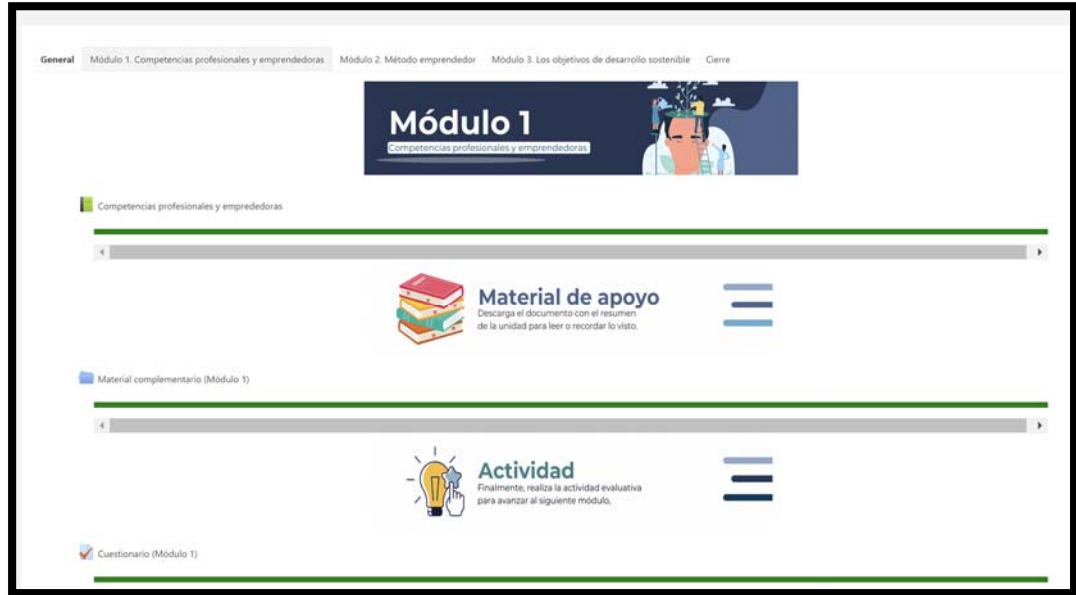 General Módulo 1. Competencias profesionales y emprendedoras Módulo 2. Método emprendedor Módulo 3. Los objetivos de desarrollo sostenible Cierre
Módulo 1
Competencias profesionales y emprendedoras
Competencias profesionales y emprededoras
Material de apoyo
Descarga el documento con el resumen
de la unidad para leer o recordar lo visto.
Material complementario (Módulo 1)
Actividad
Finalmente, realiza la actividad evaluativa
para avanzar al siguiente módulo,
Cuestionario (Módulo 1)